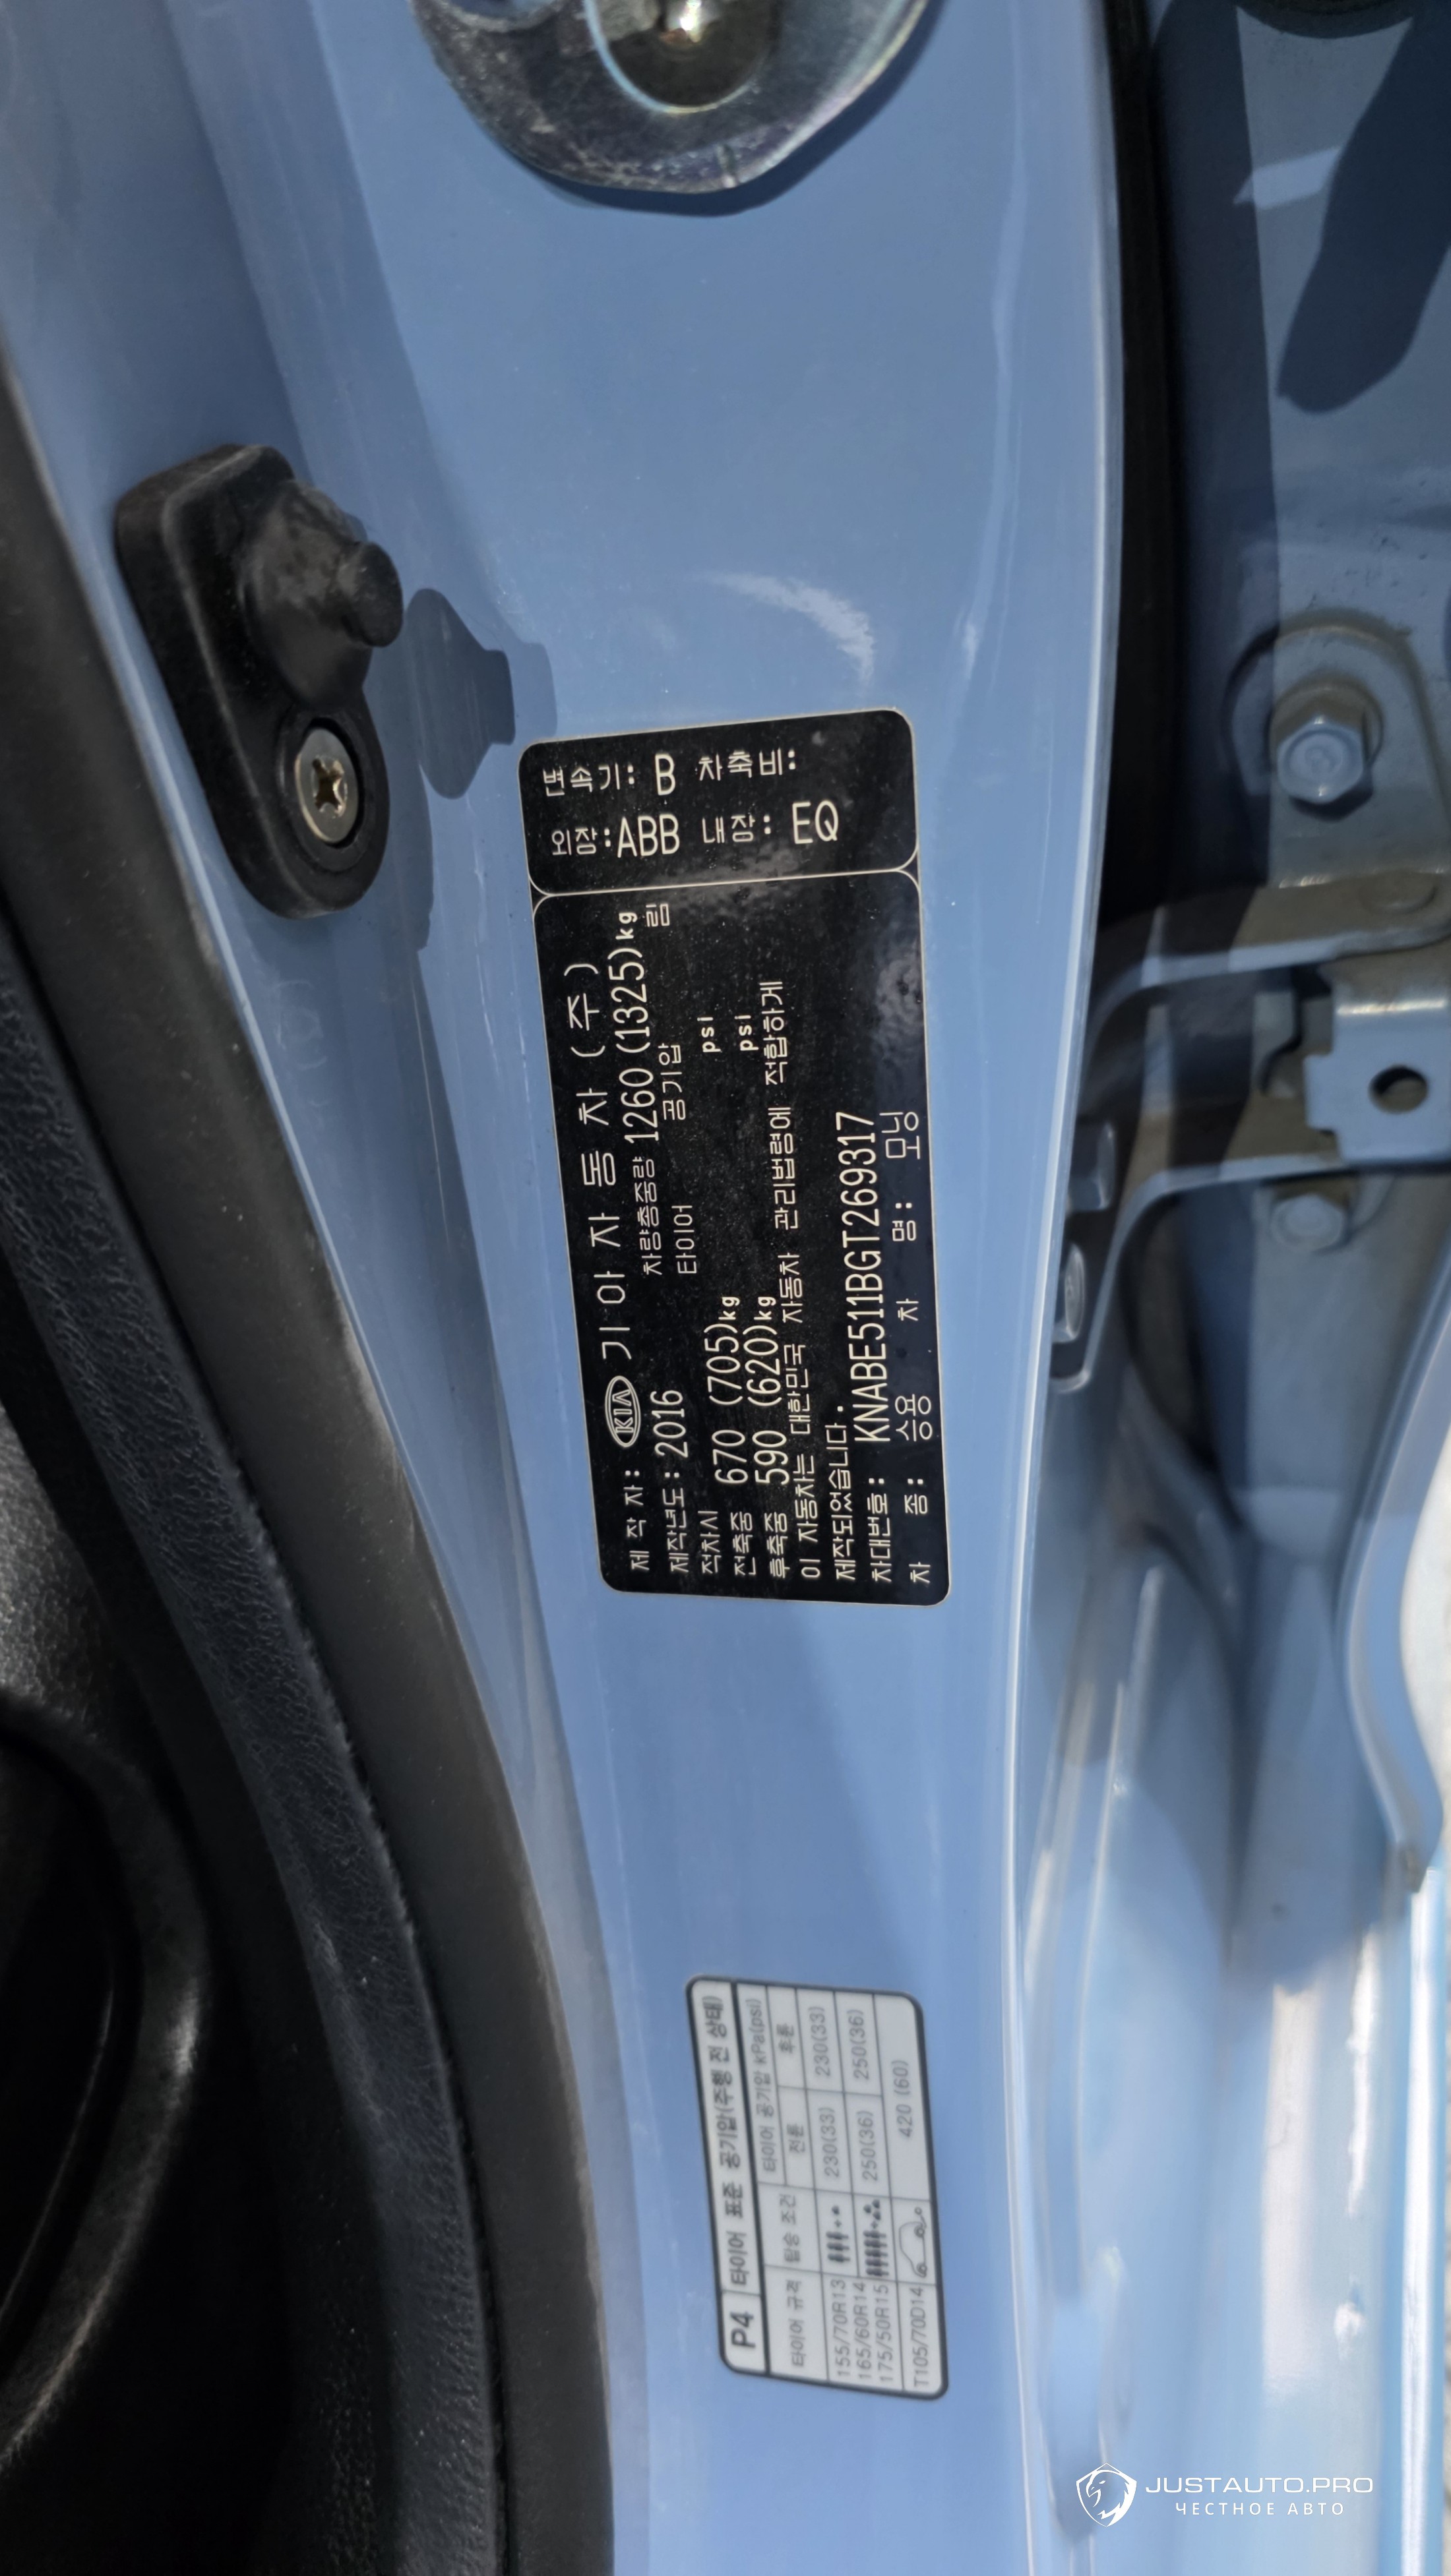 제 작 자: KIA 기 아 자 동 차 (주)
제작년도: 2016 차량총중량 1260 (1325)kg
적차시 타이어 공기압 림
전축중 670 (705)kg psi
후축중 590 (620)kg psi
이 자동차는 대한민국 자동차 관리법령에 적합하게
제작되었습니다.
차대번호: KNABE511BGT269317
차 종: 승용 차 명: 모닝
변속기: B 차축비:
외장:ABB 내장: EQ
P4 타이어 표준 공기압(주행 전 상태)
타이어 규격 탑승 조건 타이어 공기압 kPa(psi)
전륜 후륜
155/70R13 230(33) 230(33)
165/60R14
175/50R15 250(36) 250(36)
T105/70D14 420 (60)
JUSTAUTO.PRO
ЧЕСТНОЕ АВТО